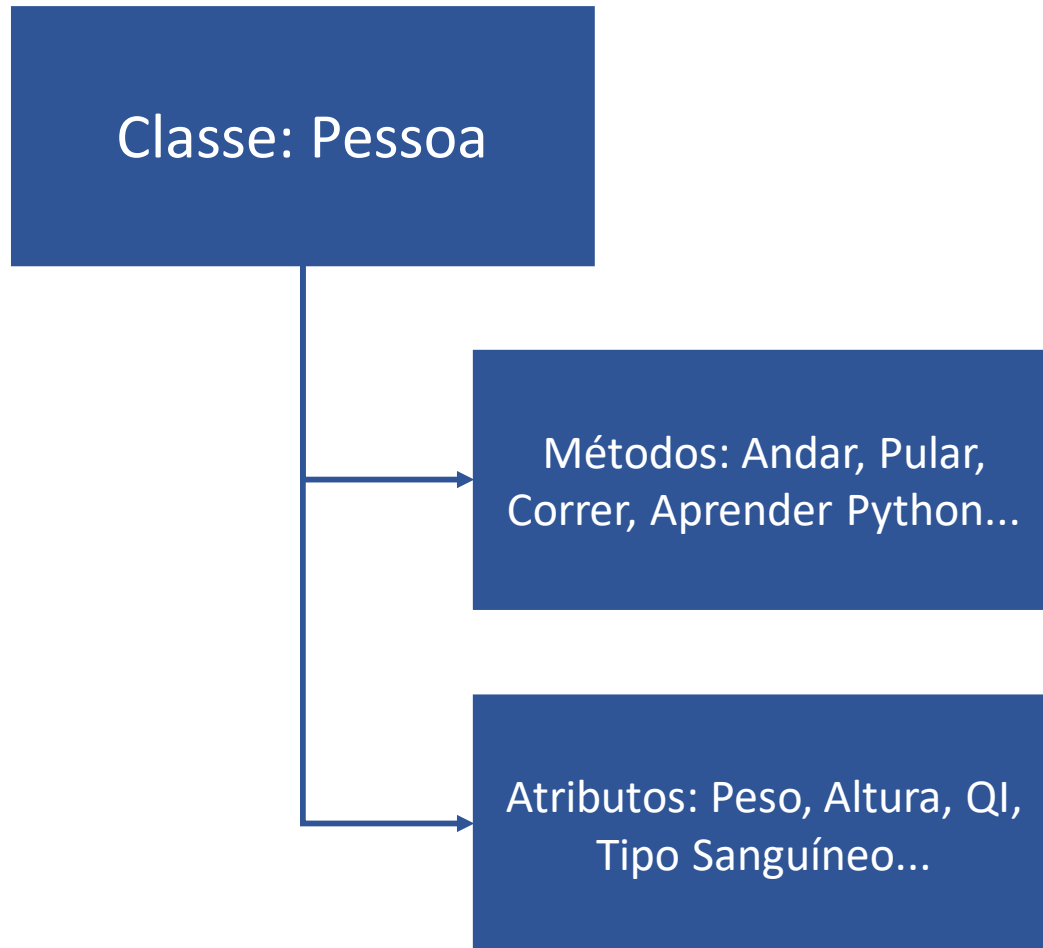 Classe: Pessoa
Métodos: Andar, Pular,
Correr, Aprender Python...
Atributos: Peso, Altura, QI,
Tipo Sanguíneo...